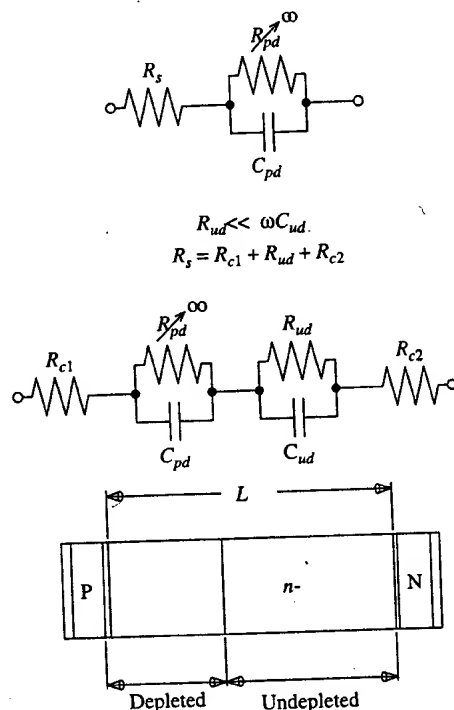 R_pd ∞
R_s
C_pd
R_ud << ωC_ud.
R_s = R_c1 + R_ud + R_c2
R_pd ∞ R_ud
R_c1 R_c2
C_pd C_ud
L
P n- N
Depleted Undepleted